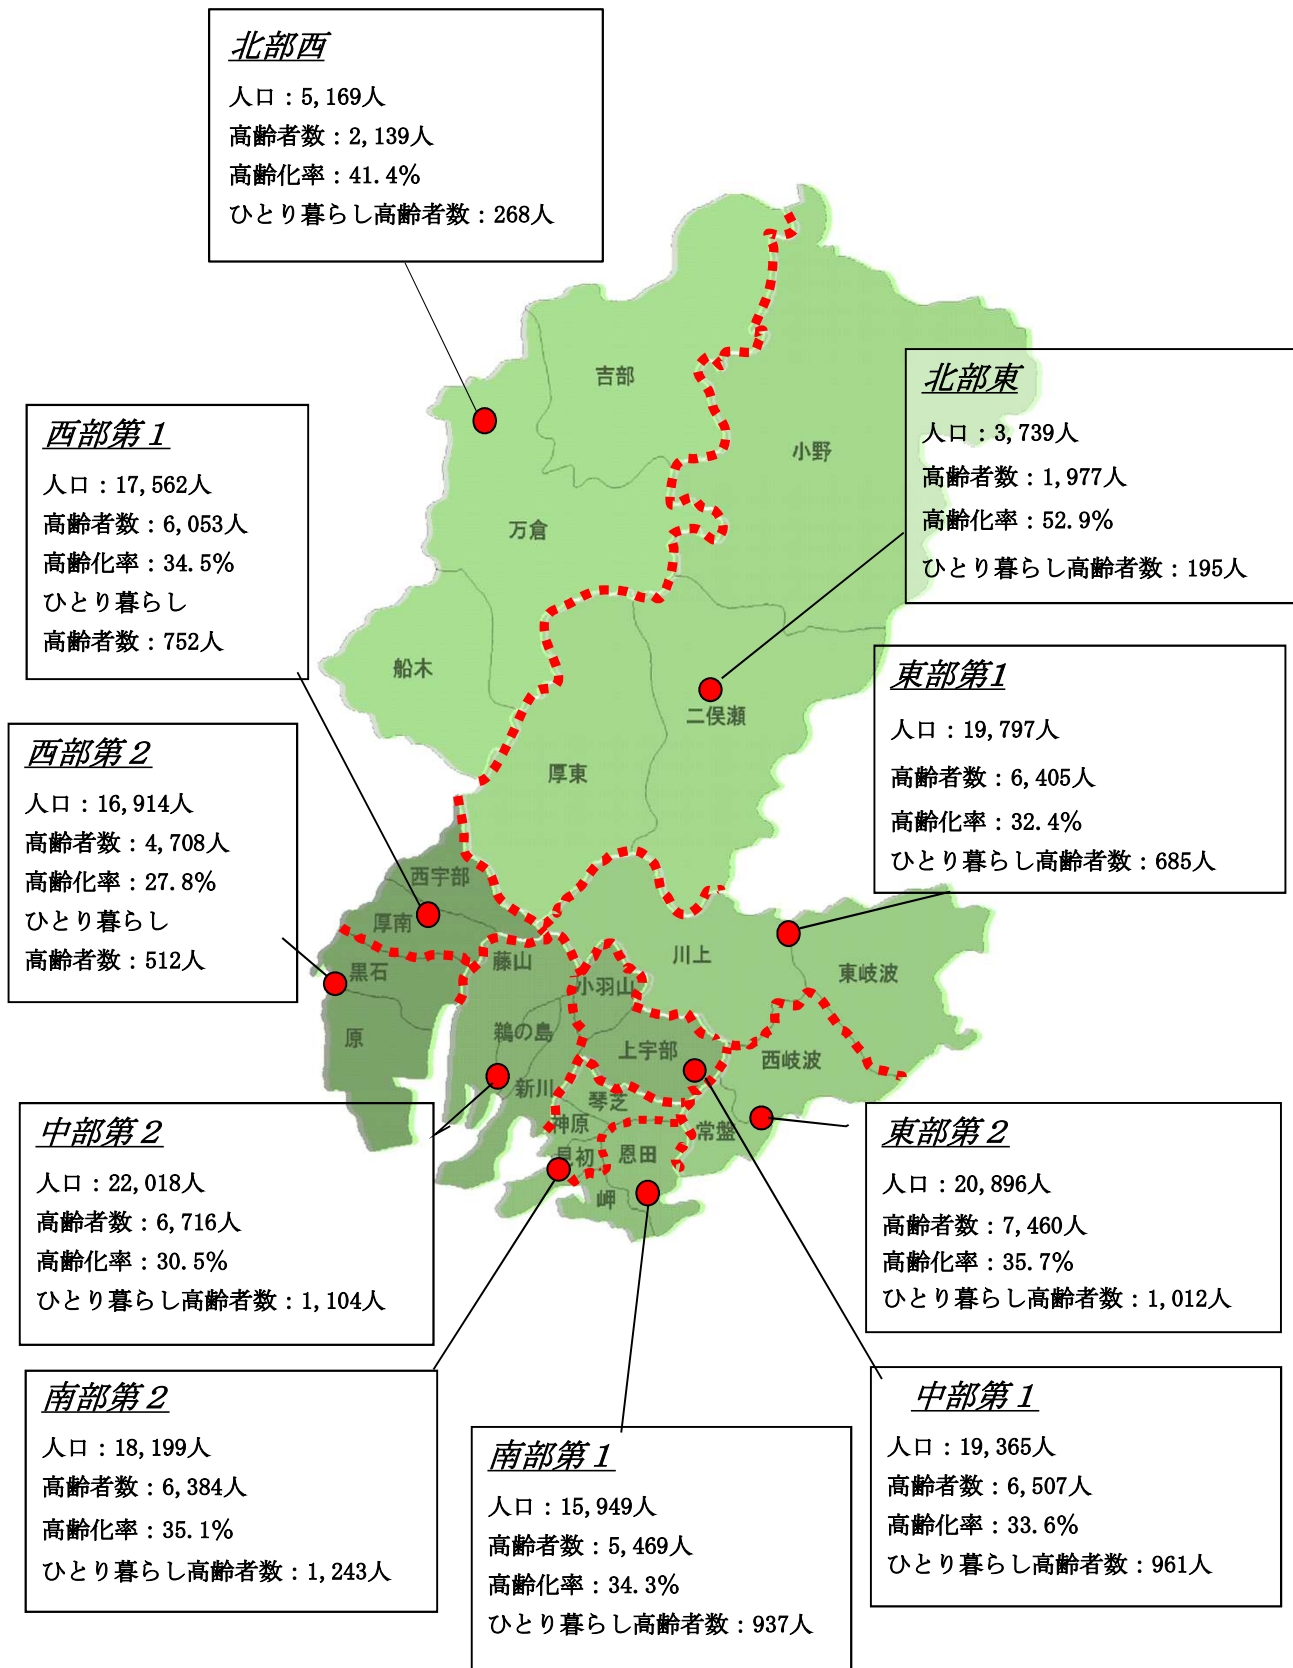 北部西
人口：5,169人
高齢者数：2,139人
高齢化率：41.4%
ひとり暮らし高齢者数：268人
北部東
人口：3,739人
高齢者数：1,977人
高齢化率：52.9%
ひとり暮らし高齢者数：195人
西部第１
人口：17,562人
高齢者数：6,053人
高齢化率：34.5%
ひとり暮らし
高齢者数：752人
東部第1
人口：19,797人
高齢者数：6,405人
高齢化率：32.4%
ひとり暮らし高齢者数：685人
西部第２
人口：16,914人
高齢者数：4,708人
高齢化率：27.8%
ひとり暮らし
高齢者数：512人
吉部
小野
万倉
船木
二俣瀬
厚東
西宇部
厚南
黒石
原
藤山
小羽山
川上
東岐波
鵜の島
上宇部
西岐波
新川
琴芝
神原
常盤
見初
恩田
岬
中部第２
人口：22,018人
高齢者数：6,716人
高齢化率：30.5%
ひとり暮らし高齢者数：1,104人
東部第２
人口：20,896人
高齢者数：7,460人
高齢化率：35.7%
ひとり暮らし高齢者数：1,012人
南部第２
人口：18,199人
高齢者数：6,384人
高齢化率：35.1%
ひとり暮らし高齢者数：1,243人
南部第１
人口：15,949人
高齢者数：5,469人
高齢化率：34.3%
ひとり暮らし高齢者数：937人
中部第１
人口：19,365人
高齢者数：6,507人
高齢化率：33.6%
ひとり暮らし高齢者数：961人